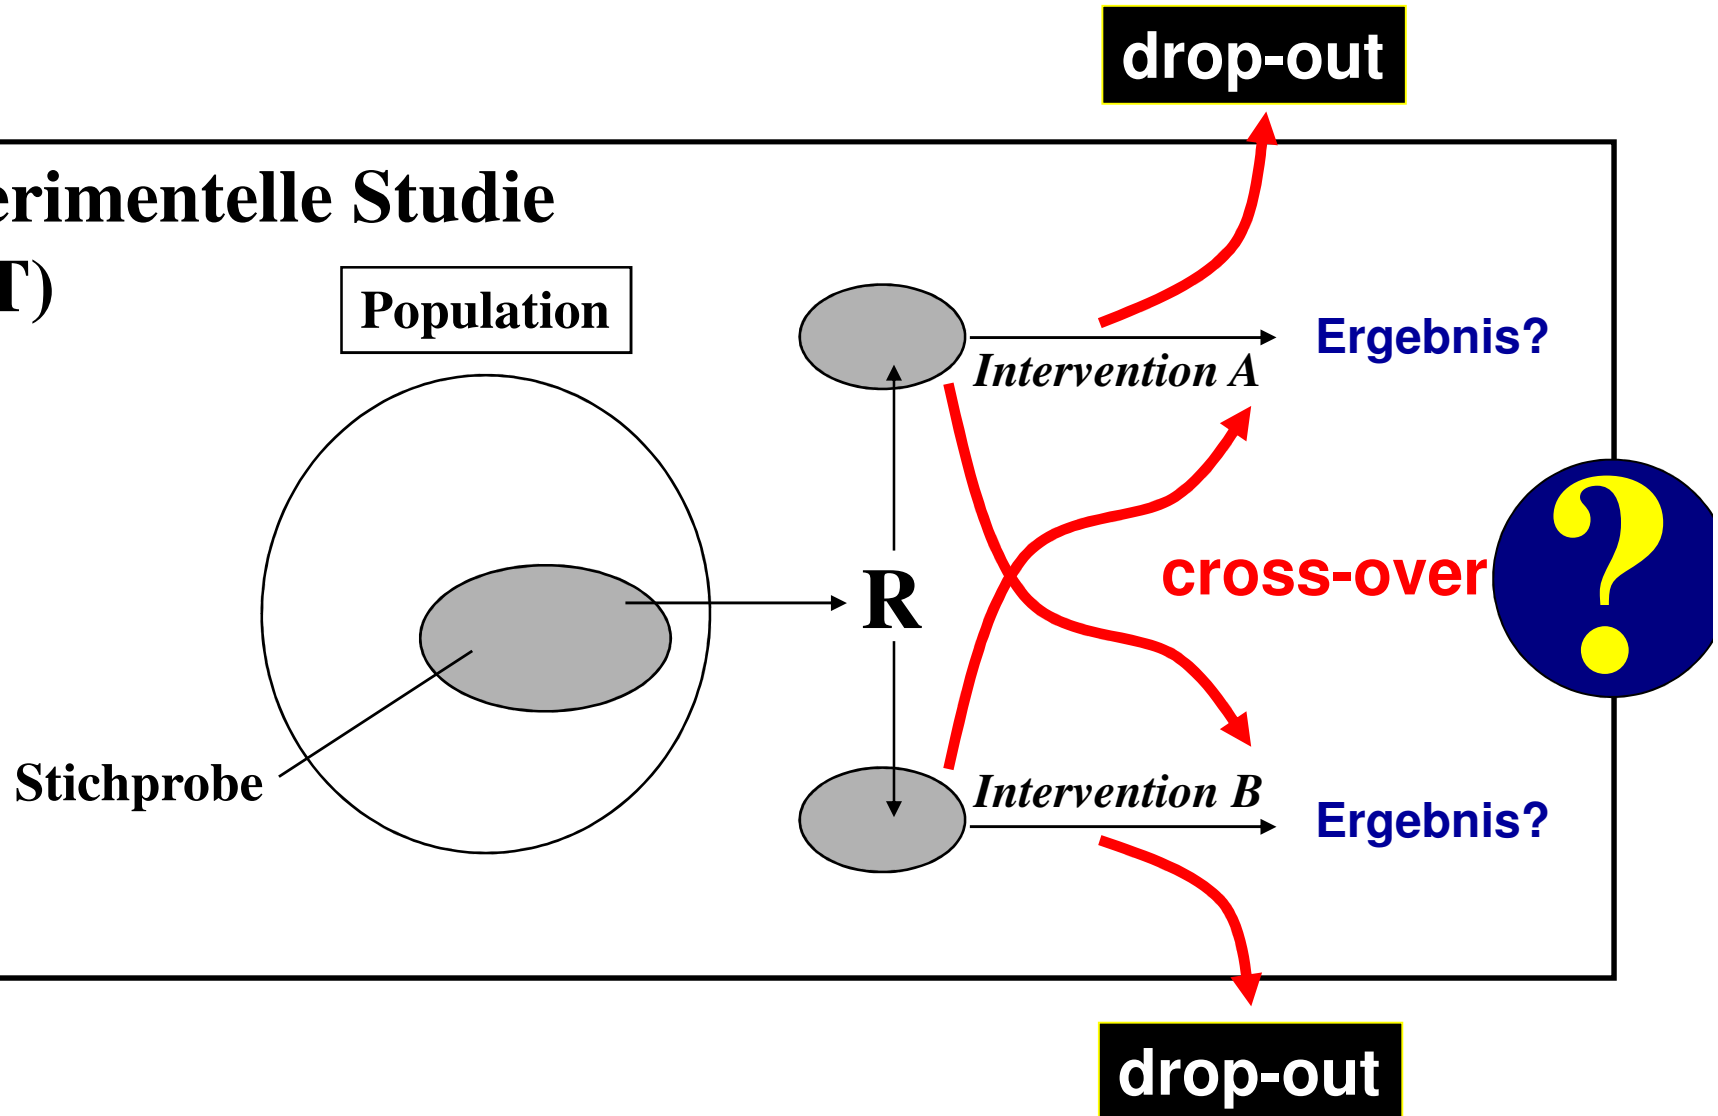 drop-out
erimentelle Studie
T)
Population
Ergebnis?
Intervention A
cross-over
?
R
Stichprobe
Intervention B
Ergebnis?
drop-out